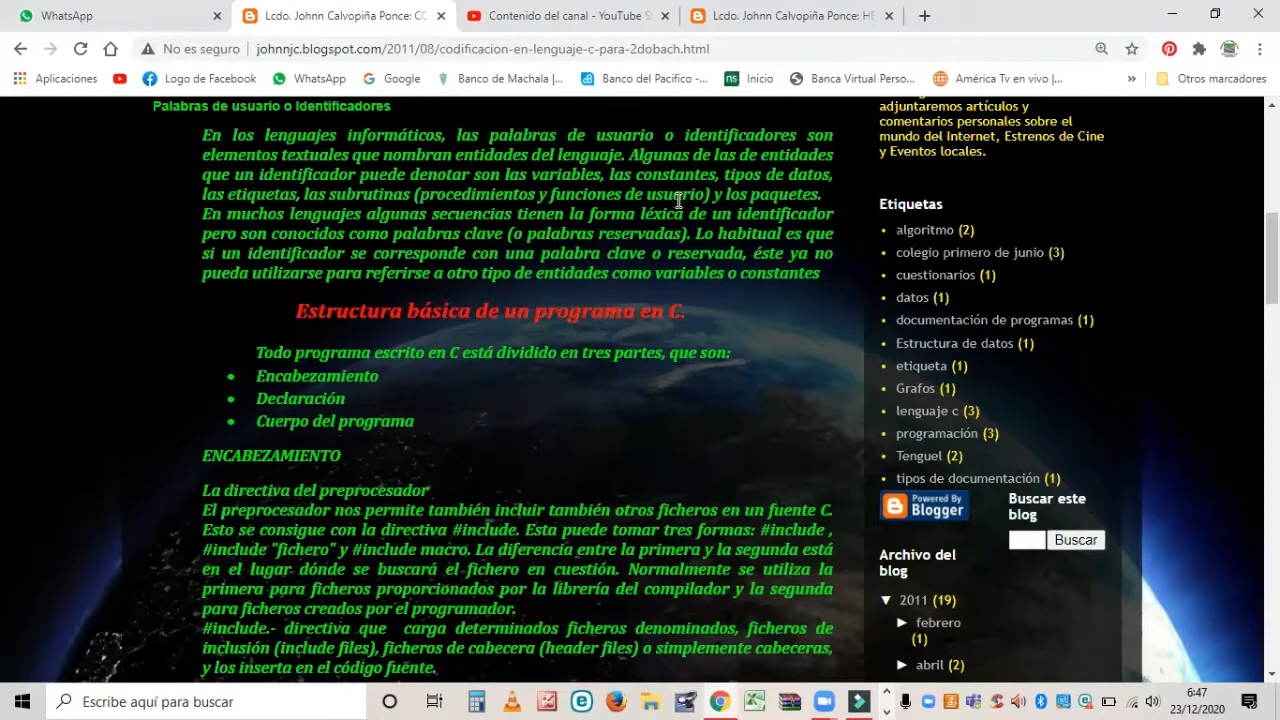 WhatsApp
Lcdo. Johnn Calvopiña Ponce: CC
Contenido del canal - YouTube S
Lcdo. Johnn Calvopiña Ponce: HE
No es seguro
johnnjc.blogspot.com/2011/08/codificacion-en-lenguaje-c-para-2dobach.html
Aplicaciones
Logo de Facebook
WhatsApp
Google
Banco de Machala |...
Banco del Pacifico -...
ns Inicio
Banca Virtual Perso...
América Tv en vivo |...
»
Otros marcadores
Palabras de usuario o Identificadores
En los lenguajes informáticos, las palabras de usuario o identificadores son
elementos textuales que nombran entidades del lenguaje. Algunas de las de entidades
que un identificador puede denotar son las variables, las constantes, tipos de datos,
las etiquetas, las subrutinas (procedimientos y funciones de usuario) y los paquetes.
En muchos lenguajes algunas secuencias tienen la forma léxica de un identificador
pero son conocidos como palabras clave (o palabras reservadas). Lo habitual es que
si un identificador se corresponde con una palabra clave o reservada, éste ya no
pueda utilizarse para referirse a otro tipo de entidades como variables o constantes
Estructura básica de un programa en C.
Todo programa escrito en C está dividido en tres partes, que son:
• Encabezamiento
• Declaración
• Cuerpo del programa
ENCABEZAMIENTO
La directiva del preprocesador
El preprocesador nos permite también incluir también otros ficheros en un fuente C.
Esto se consigue con la directiva #include. Esta puede tomar tres formas: #include ,
#include "fichero" y #include macro. La diferencia entre la primera y la segunda está
en el lugar dónde se buscará el fichero en cuestión. Normalmente se utiliza la
primera para ficheros proporcionados por la librería del compilador y la segunda
para ficheros creados por el programador.
#include.- directiva que carga determinados ficheros denominados, ficheros de
inclusión (include files), ficheros de cabecera (header files) o simplemente cabeceras,
y los inserta en el código fuente.
adjuntaremos artículos y
comentarios personales sobre el
mundo del Internet, Estrenos de Cine
y Eventos locales.
Etiquetas
• algoritmo (2)
• colegio primero de junio (3)
• cuestionarios (1)
• datos (1)
• documentación de programas (1)
• Estructura de datos (1)
• etiqueta (1)
• Grafos (1)
• lenguaje c (3)
• programación (3)
• Tenguel (2)
• tipos de documentación (1)
Powered By
Blogger
Buscar este
blog
Buscar
Archivo del
blog
▼ 2011 (19)
► febrero
(1)
► abril (2)
Escribe aquí para buscar
6:47
23/12/2020